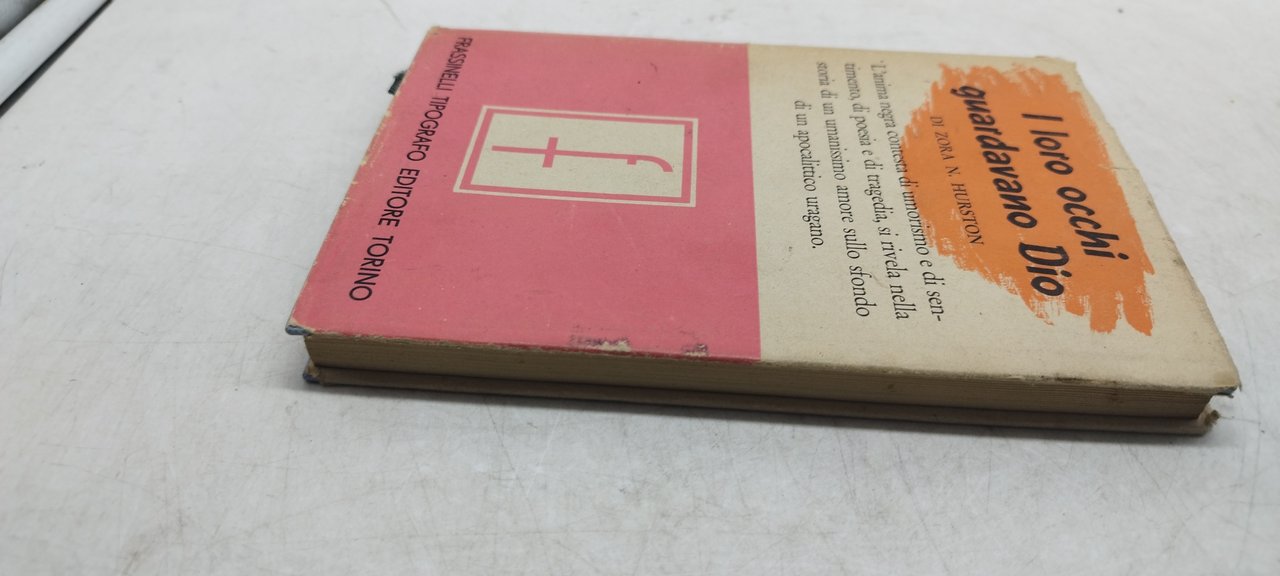 I loro occhi
guardavano Dio
DI ZORA N. HURSTON
L'anima negra contesta di umorismo e di sen-
timento, di poesia e di tragedia, si rivela nella
storia di un umanissimo amore sullo sfondo
di un apocalittico uragano.
f
FRASSINELLI TIPOGRAFO EDITORE TORINO